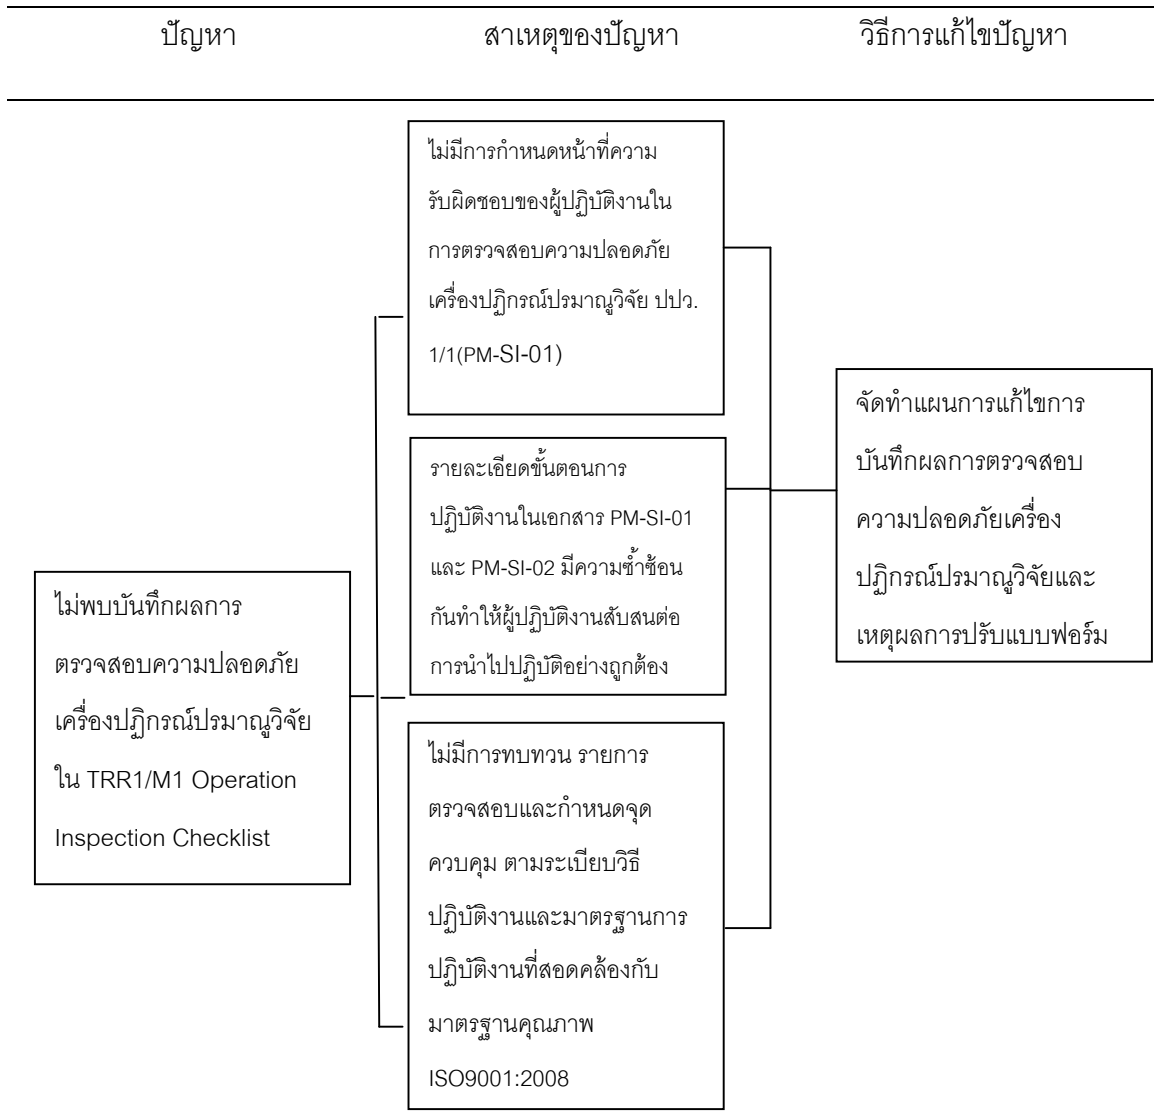 ปัญหา สาเหตุของปัญหา วิธีการแก้ไขปัญหา
ไม่พบบันทึกผลการ
ตรวจสอบความปลอดภัย
เครื่องปฏิกรณ์ปรมาณูวิจัย
ใน TRR1/M1 Operation
Inspection Checklist
ไม่มีการกำหนดหน้าที่ความ
รับผิดชอบของผู้ปฏิบัติงานใน
การตรวจสอบความปลอดภัย
เครื่องปฏิกรณ์ปรมาณูวิจัย ปปว.
1/1(PM-SI-01)
รายละเอียดขั้นตอนการ
ปฏิบัติงานในเอกสาร PM-SI-01
และ PM-SI-02 มีความซ้ำซ้อน
กันทำให้ผู้ปฏิบัติงานสับสนต่อ
การนำไปปฏิบัติอย่างถูกต้อง
ไม่มีการทบทวน รายการ
ตรวจสอบและกำหนดจุด
ควบคุม ตามระเบียบวิธี
ปฏิบัติงานและมาตรฐานการ
ปฏิบัติงานที่สอดคล้องกับ
มาตรฐานคุณภาพ
ISO9001:2008
จัดทำแผนการแก้ไขการ
บันทึกผลการตรวจสอบ
ความปลอดภัยเครื่อง
ปฏิกรณ์ปรมาณูวิจัยและ
เหตุผลการปรับแบบฟอร์ม